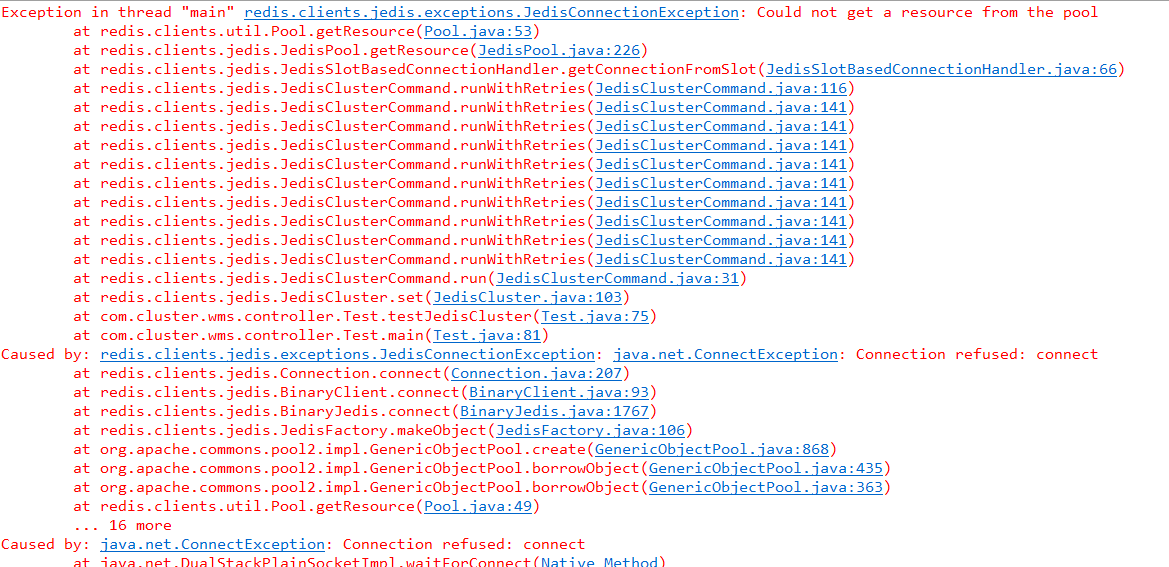 Exception in thread "main" redis.clients.jedis.exceptions.JedisConnectionException: Could not get a resource from the pool
at redis.clients.util.Pool.getResource(Pool.java:53)
at redis.clients.jedis.JedisPool.getResource(JedisPool.java:226)
at redis.clients.jedis.JedisSlotBasedConnectionHandler.getConnectionFromSlot(JedisSlotBasedConnectionHandler.java:66)
at redis.clients.jedis.JedisClusterCommand.runWithRetries(JedisClusterCommand.java:116)
at redis.clients.jedis.JedisClusterCommand.runWithRetries(JedisClusterCommand.java:141)
at redis.clients.jedis.JedisClusterCommand.runWithRetries(JedisClusterCommand.java:141)
at redis.clients.jedis.JedisClusterCommand.runWithRetries(JedisClusterCommand.java:141)
at redis.clients.jedis.JedisClusterCommand.runWithRetries(JedisClusterCommand.java:141)
at redis.clients.jedis.JedisClusterCommand.runWithRetries(JedisClusterCommand.java:141)
at redis.clients.jedis.JedisClusterCommand.runWithRetries(JedisClusterCommand.java:141)
at redis.clients.jedis.JedisClusterCommand.runWithRetries(JedisClusterCommand.java:141)
at redis.clients.jedis.JedisClusterCommand.runWithRetries(JedisClusterCommand.java:141)
at redis.clients.jedis.JedisClusterCommand.runWithRetries(JedisClusterCommand.java:141)
at redis.clients.jedis.JedisClusterCommand.run(JedisClusterCommand.java:31)
at redis.clients.jedis.JedisCluster.set(JedisCluster.java:103)
at com.cluster.wms.controller.Test.testJedisCluster(Test.java:75)
at com.cluster.wms.controller.Test.main(Test.java:81)
Caused by: redis.clients.jedis.exceptions.JedisConnectionException: java.net.ConnectException: Connection refused: connect
at redis.clients.jedis.Connection.connect(Connection.java:207)
at redis.clients.jedis.BinaryClient.connect(BinaryClient.java:93)
at redis.clients.jedis.BinaryJedis.connect(BinaryJedis.java:1767)
at redis.clients.jedis.JedisFactory.makeObject(JedisFactory.java:106)
at org.apache.commons.pool2.impl.GenericObjectPool.create(GenericObjectPool.java:868)
at org.apache.commons.pool2.impl.GenericObjectPool.borrowObject(GenericObjectPool.java:435)
at org.apache.commons.pool2.impl.GenericObjectPool.borrowObject(GenericObjectPool.java:363)
at redis.clients.util.Pool.getResource(Pool.java:49)
... 16 more
Caused by: java.net.ConnectException: Connection refused: connect
at java.net.DualStackPlainSocketImpl.waitForConnect(Native Method)